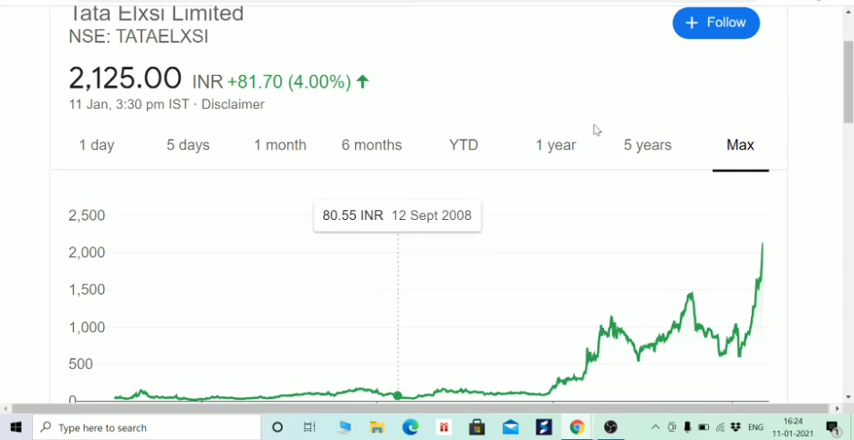 Tata Elxsi Limited
+ Follow
NSE: TATAELXSI
2,125.00 INR +81.70 (4.00%) ↑
11 Jan, 3:30 pm IST · Disclaimer
1 day 5 days 1 month 6 months YTD 1 year 5 years Max
80.55 INR 12 Sept 2008
2,500
2,000
1,500
1,000
500
0
Type here to search
ENG
16:24
11-01-2021